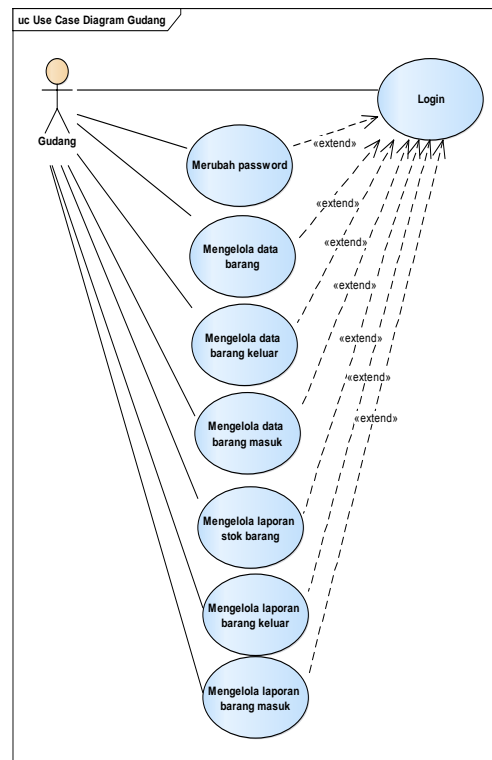 uc Use Case Diagram Gudang
Gudang
Login
Merubah password
«extend»
Mengelola data
barang
«extend»
Mengelola data
barang keluar
«extend»
Mengelola data
barang masuk
«extend»
Mengelola laporan
stok barang
«extend»
Mengelola laporan
barang keluar
«extend»
Mengelola laporan
barang masuk
«extend»